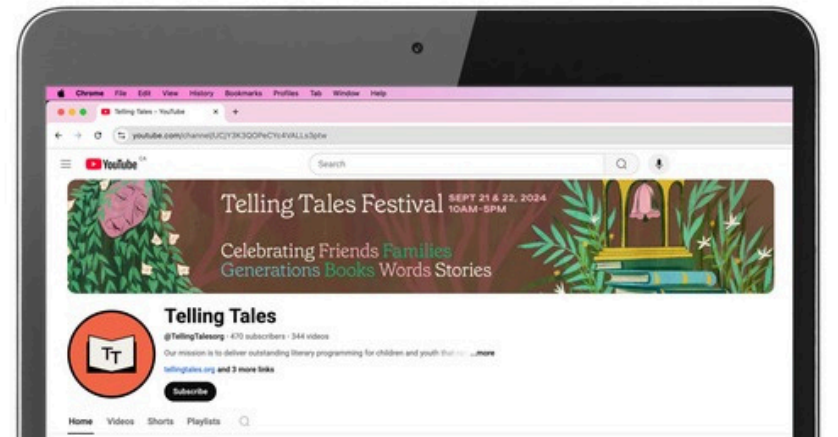 Chrome File Edit View History Bookmarks Profiles Tab Window Help
Telling Tales - YouTube
youtube.com/channel/UCjY3K3QOPeCYc4VALLs3ptw
YouTube CA
Search
Telling Tales Festival SEPT 21 & 22, 2024
10AM-5PM
Celebrating Friends Families
Generations Books Words Stories
Telling Tales
@TellingTalesorg · 470 subscribers · 344 videos
TT
Our mission is to deliver outstanding literary programming for children and youth that ...more
tellingtales.org and 3 more links
Subscribe
Home Videos Shorts Playlists